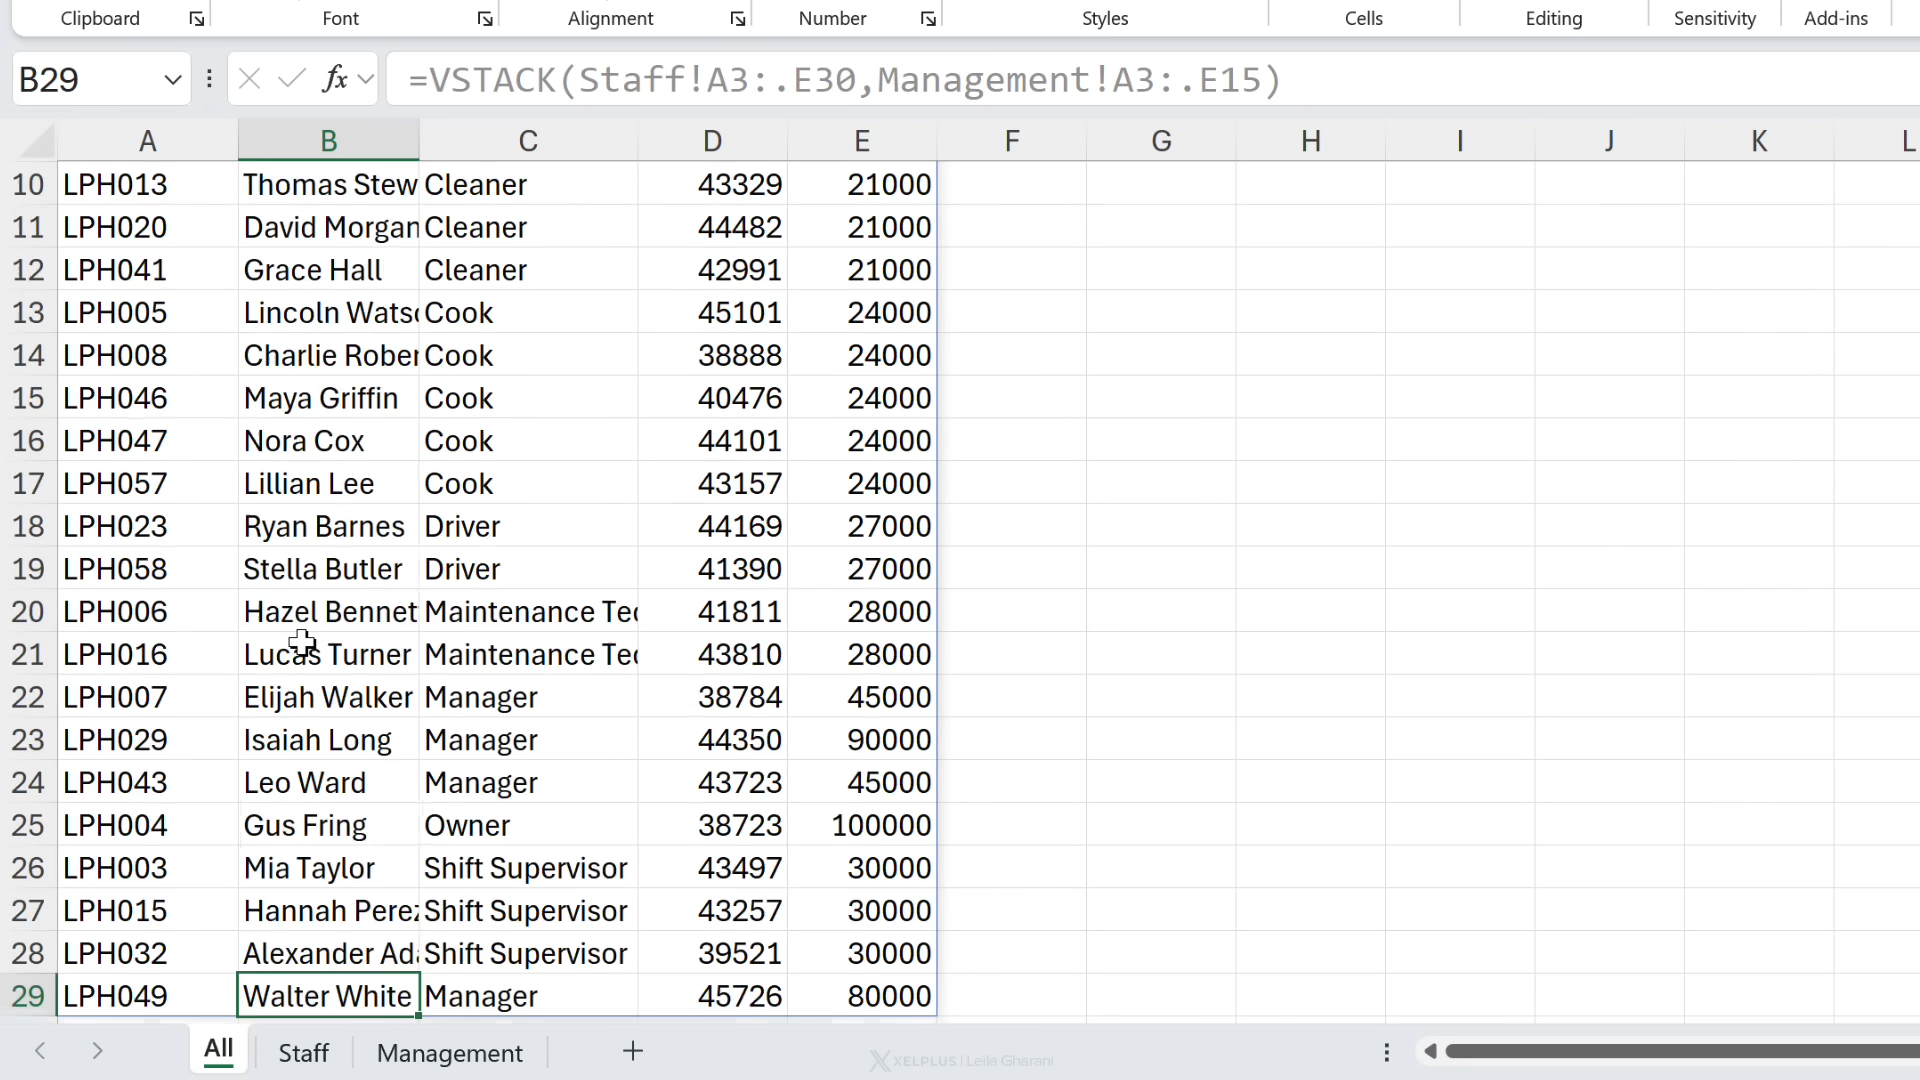 Clipboard Font Alignment Number Styles Cells Editing Sensitivity Add-ins
B29 fx =VSTACK(Staff!A3:.E30,Management!A3:.E15)
A B C D E F G H I J K L
10 LPH013 Thomas Stew Cleaner 43329 21000
11 LPH020 David Morgan Cleaner 44482 21000
12 LPH041 Grace Hall Cleaner 42991 21000
13 LPH005 Lincoln Wats Cook 45101 24000
14 LPH008 Charlie Rober Cook 38888 24000
15 LPH046 Maya Griffin Cook 40476 24000
16 LPH047 Nora Cox Cook 44101 24000
17 LPH057 Lillian Lee Cook 43157 24000
18 LPH023 Ryan Barnes Driver 44169 27000
19 LPH058 Stella Butler Driver 41390 27000
20 LPH006 Hazel Bennet Maintenance Tec 41811 28000
21 LPH016 Lucas Turner Maintenance Tec 43810 28000
22 LPH007 Elijah Walker Manager 38784 45000
23 LPH029 Isaiah Long Manager 44350 90000
24 LPH043 Leo Ward Manager 43723 45000
25 LPH004 Gus Fring Owner 38723 100000
26 LPH003 Mia Taylor Shift Supervisor 43497 30000
27 LPH015 Hannah Perez Shift Supervisor 43257 30000
28 LPH032 Alexander Ada Shift Supervisor 39521 30000
29 LPH049 Walter White Manager 45726 80000
All Staff Management
XELPLUS | Leila Gharani